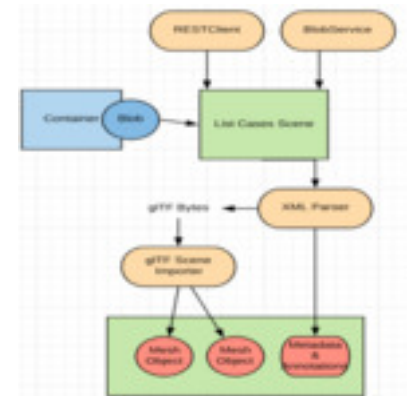 RESTClient
BlobService
Container
Blob
List Cases Scene
glTF Bytes
XML Parser
glTF Scene
Importer
Mesh
Object
Mesh
Object
Metadata
&
Annotations